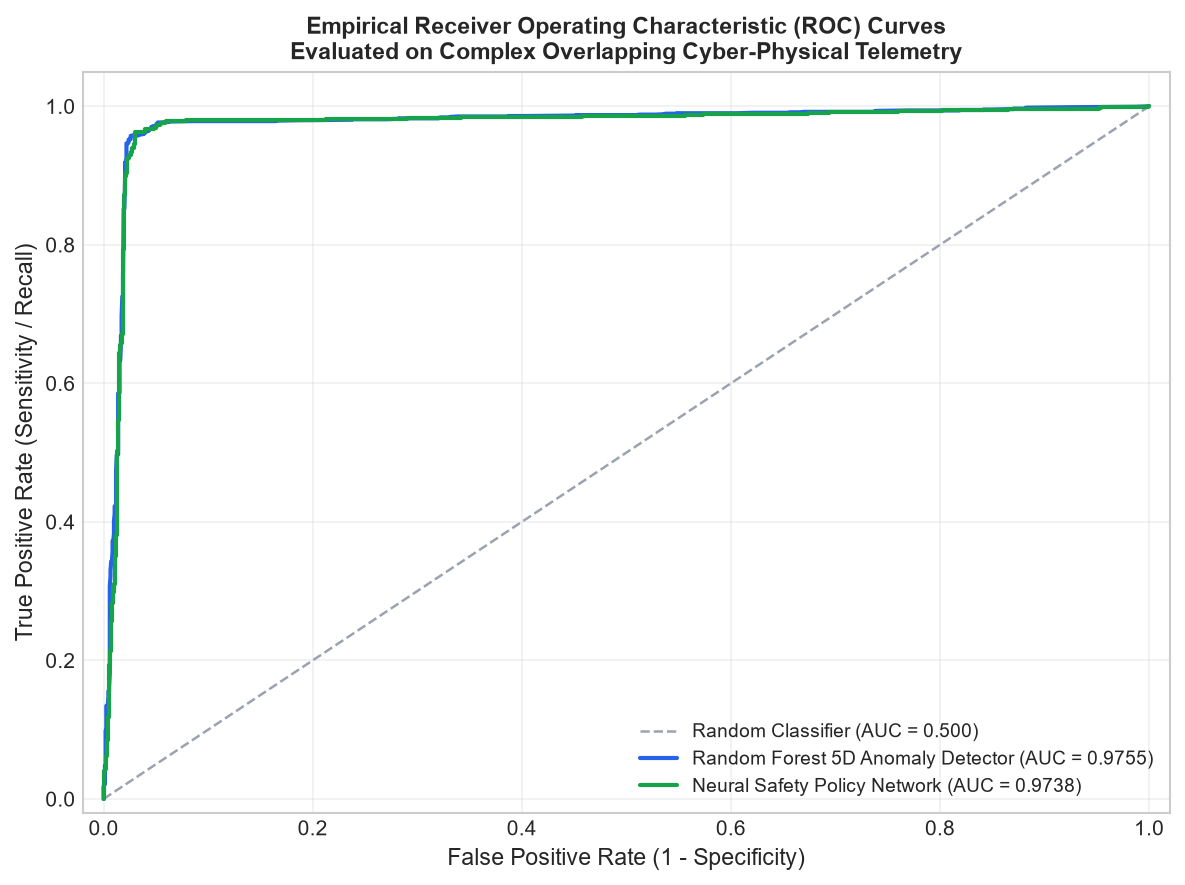 Empirical Receiver Operating Characteristic (ROC) Curves
Evaluated on Complex Overlapping Cyber-Physical Telemetry
True Positive Rate (Sensitivity / Recall)
1.0
0.8
0.6
0.4
0.2
0.0
Random Classifier (AUC = 0.500)
Random Forest 5D Anomaly Detector (AUC = 0.9755)
Neural Safety Policy Network (AUC = 0.9738)
0.0 0.2 0.4 0.6 0.8 1.0
False Positive Rate (1 - Specificity)